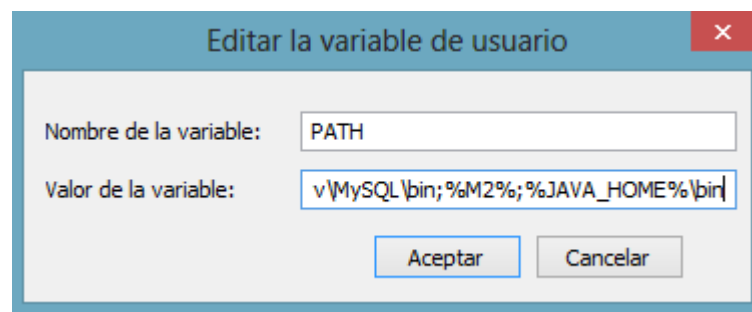 Editar la variable de usuario
Nombre de la variable: PATH
Valor de la variable: v\MySQL\bin;%M2%;%JAVA_HOME%\bin
Aceptar Cancelar